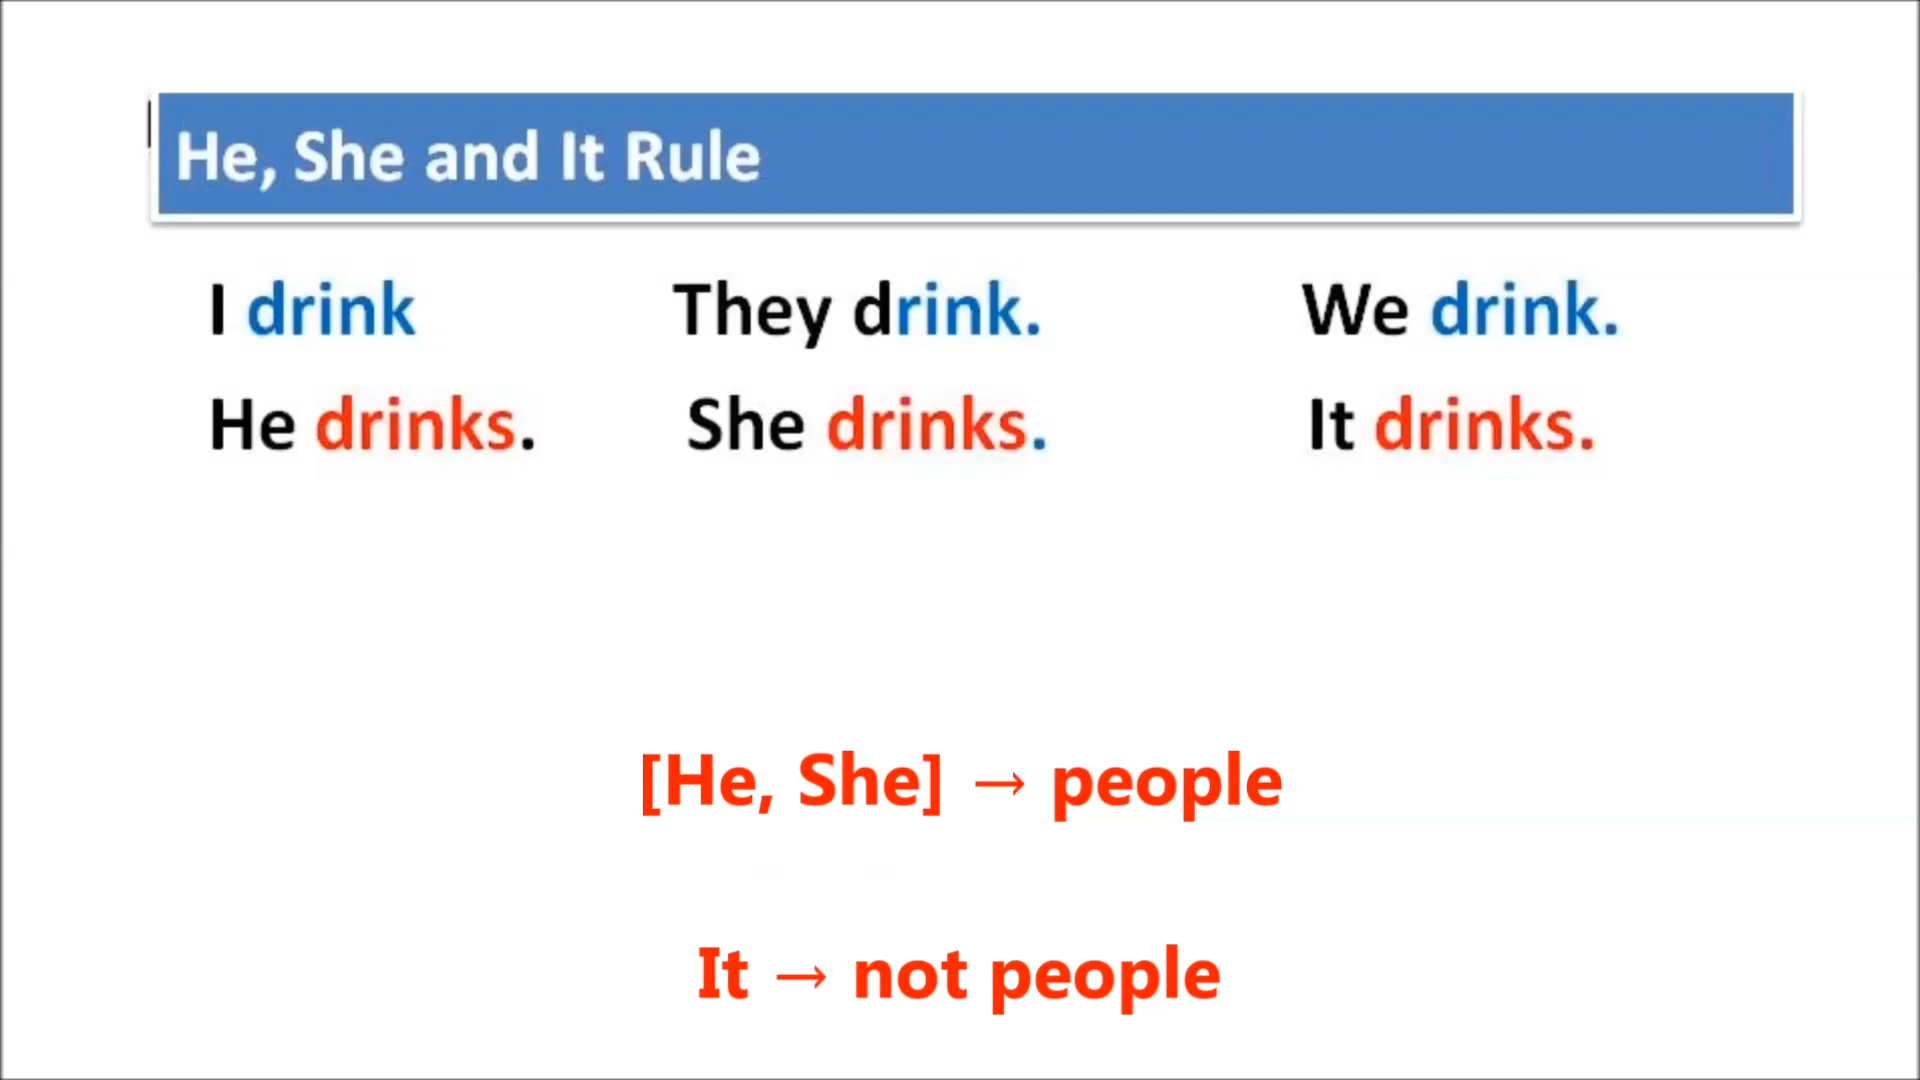 He, She and It Rule
I drink They drink. We drink.
He drinks. She drinks. It drinks.
[He, She] → people
It → not people